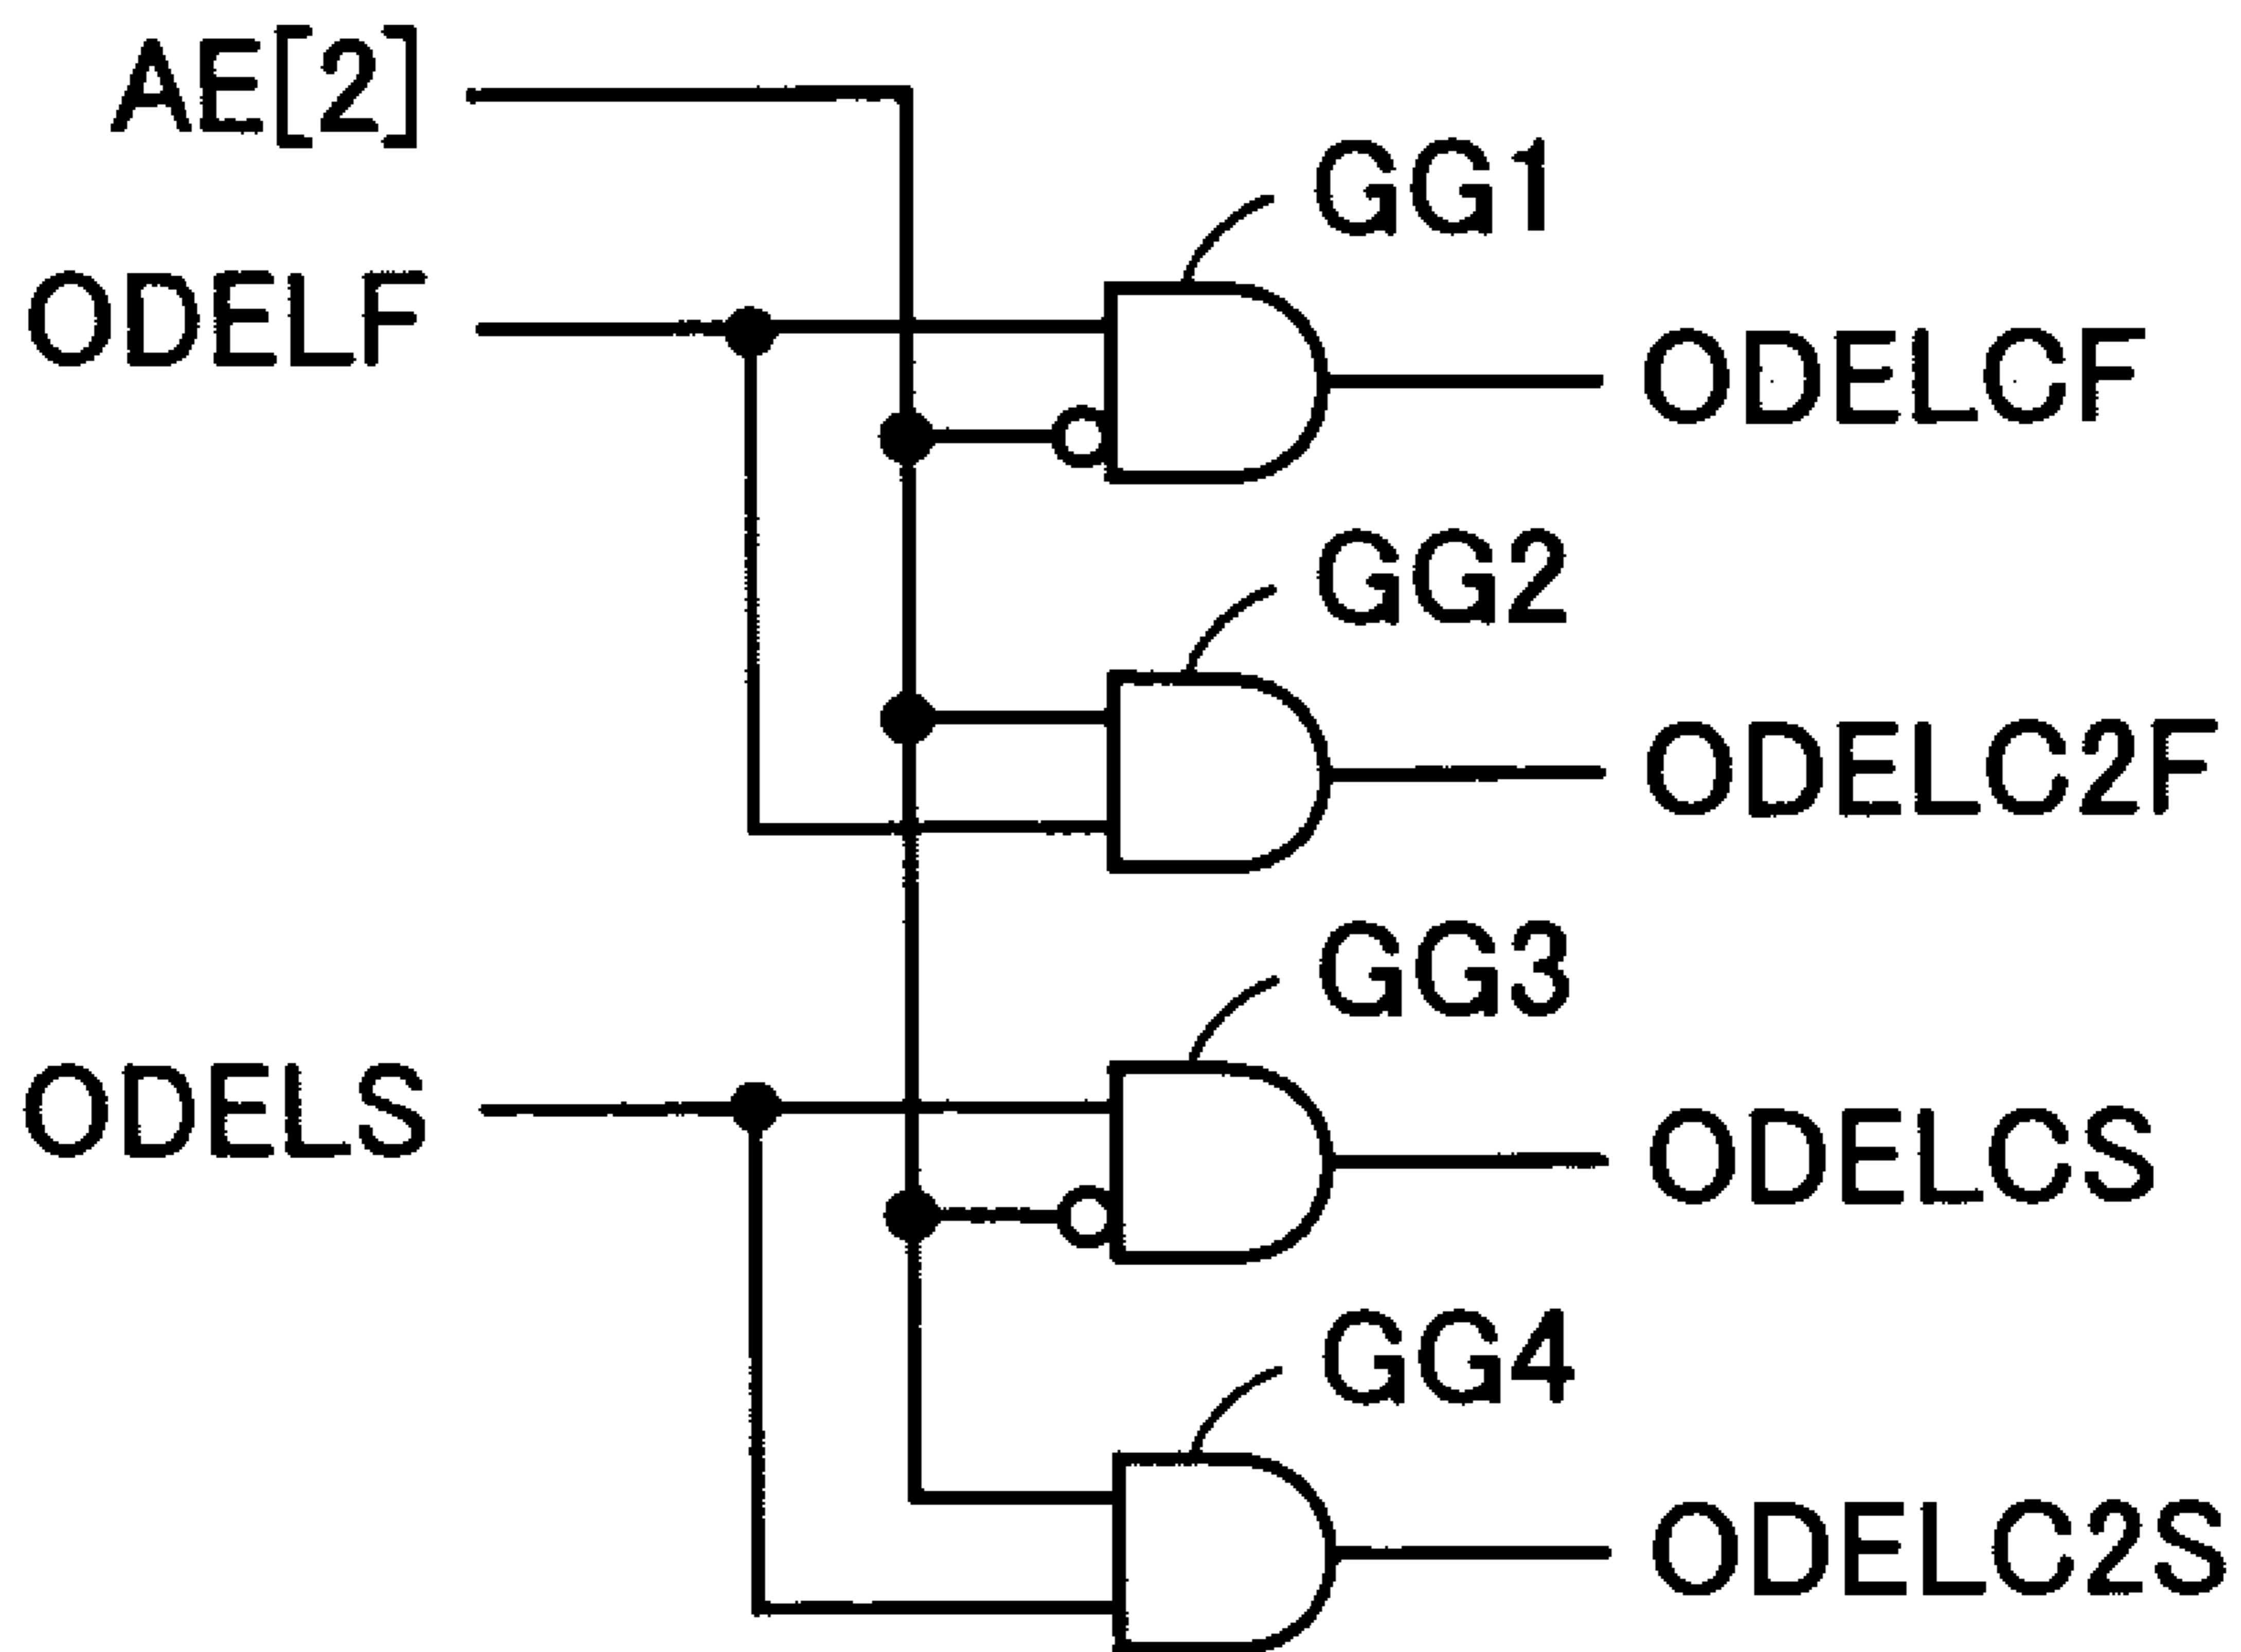 AE[2]
GG1
ODELF
ODELCF
GG2
ODELC2F
GG3
ODELS
ODELCS
GG4
ODELC2S